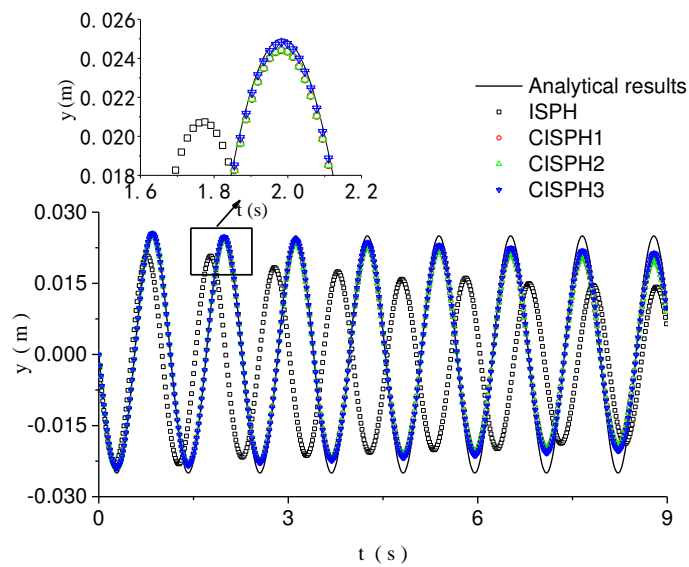 0.026
0.024
0.022
0.020
0.018
y (m)
1.6
1.8
2.0
2.2
t (s)
Analytical results
ISPH
CISPH1
CISPH2
CISPH3
0.030
0.015
0.000
-0.015
-0.030
y ( m )
0
3
6
9
t ( s )